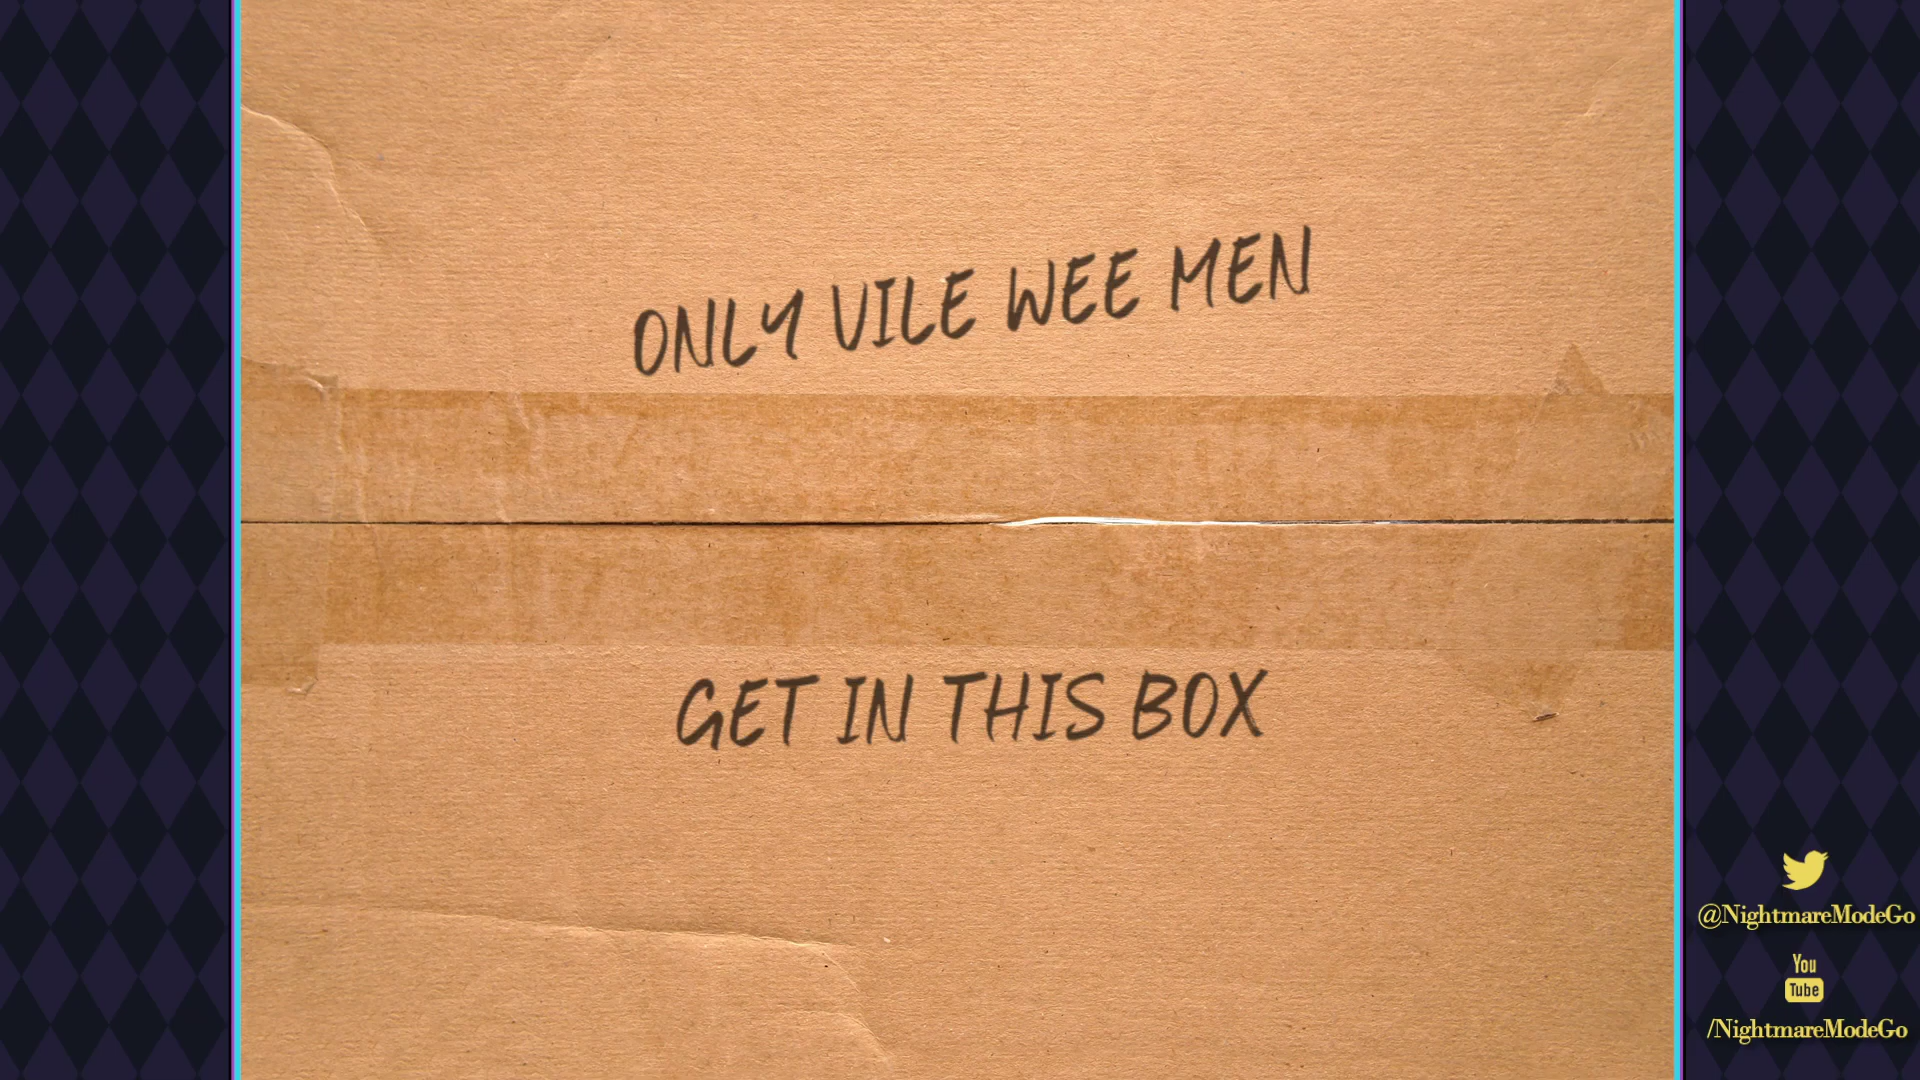 ONLY VILE WEE MEN
GET IN THIS BOX
@NightmareModeGo
You
Tube
/NightmareModeGo